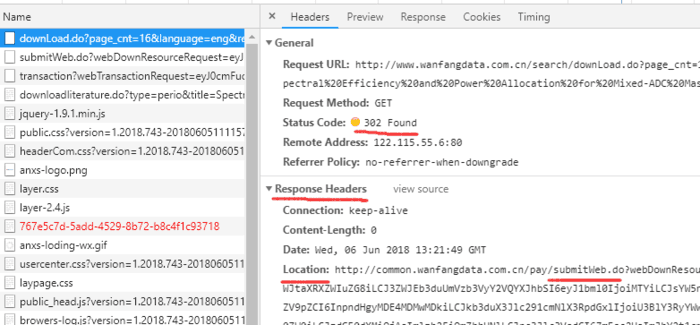 Name
downLoad.do?page_cnt=16&language=eng&re
submitWeb.do?webDownResourceRequest=eyJ
transaction?webTransactionRequest=eyJ0cmFuc
downloadliterature.do?type=perio&title=Spectr
jquery-1.9.1.min.js
public.css?version=1.2018.743-20180605111157
headerCom.css?version=1.2018.743-201806051
anxs-logo.png
layer.css
layer-2.4.js
767e5c7d-5add-4529-8b72-b8c4f1c93718
anxs-loding-wx.gif
usercenter.css?version=1.2018.743-201806051
laypage.css
public_head.js?version=1.2018.743-2018060511
browsers-log.js?version=1.2018.743-20180605
Headers Preview Response Cookies Timing
General
Request URL: http://www.wanfangdata.com.cn/search/downLoad.do?page_cnt=1
pectral%20Efficiency%20and%20Power%20Allocation%20for%20Mixed-ADC%20Mas
Request Method: GET
Status Code: 302 Found
Remote Address: 122.115.55.6:80
Referrer Policy: no-referrer-when-downgrade
Response Headers view source
Connection: keep-alive
Content-Length: 0
Date: Wed, 06 Jun 2018 13:21:49 GMT
Location: http://common.wanfangdata.com.cn/pay/submitWeb.do?webDownResou